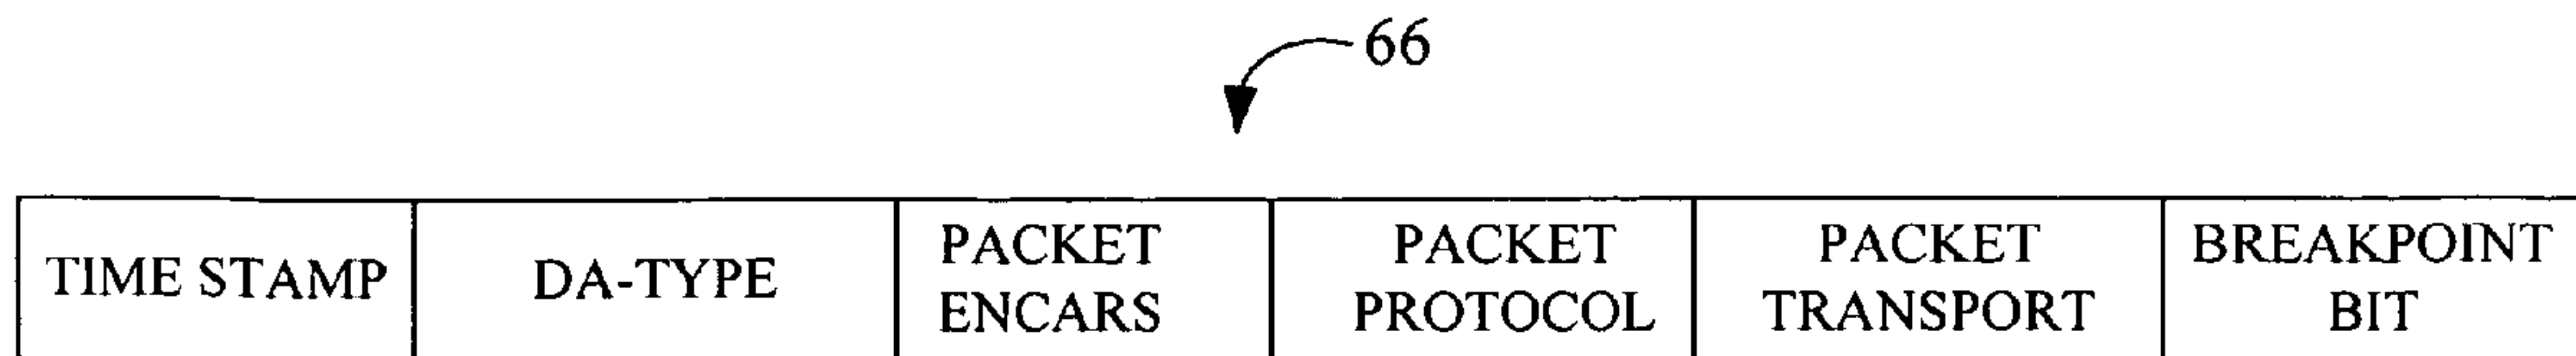 66
TIME STAMP
DA-TYPE
PACKET
ENCARS
PACKET
PROTOCOL
PACKET
TRANSPORT
BREAKPOINT
BIT